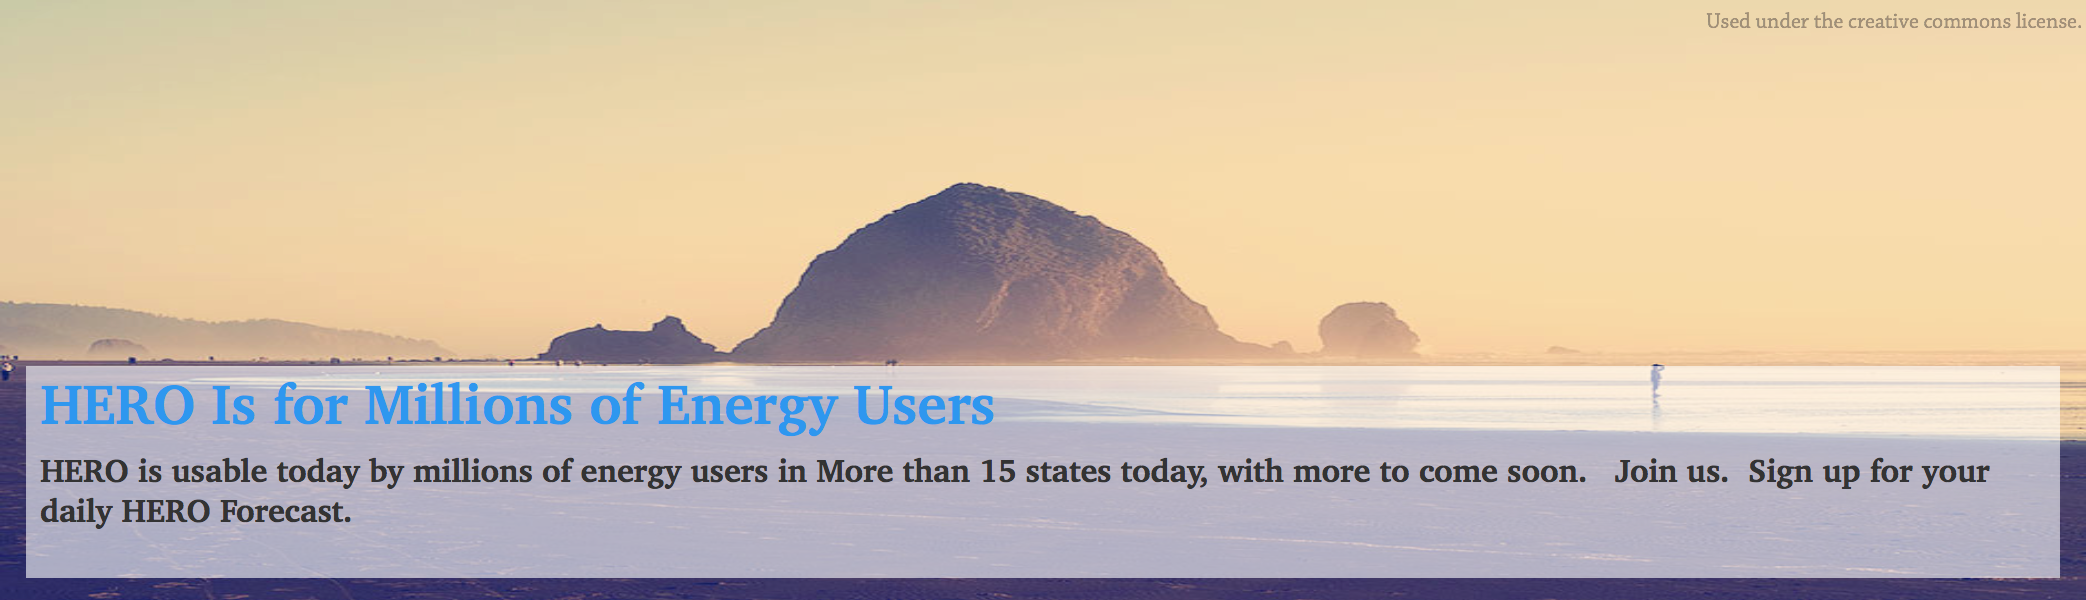 Used under the creative commons license.
HERO Is for Millions of Energy Users
HERO is usable today by millions of energy users in More than 15 states today, with more to come soon.   Join us.  Sign up for your
daily HERO Forecast.